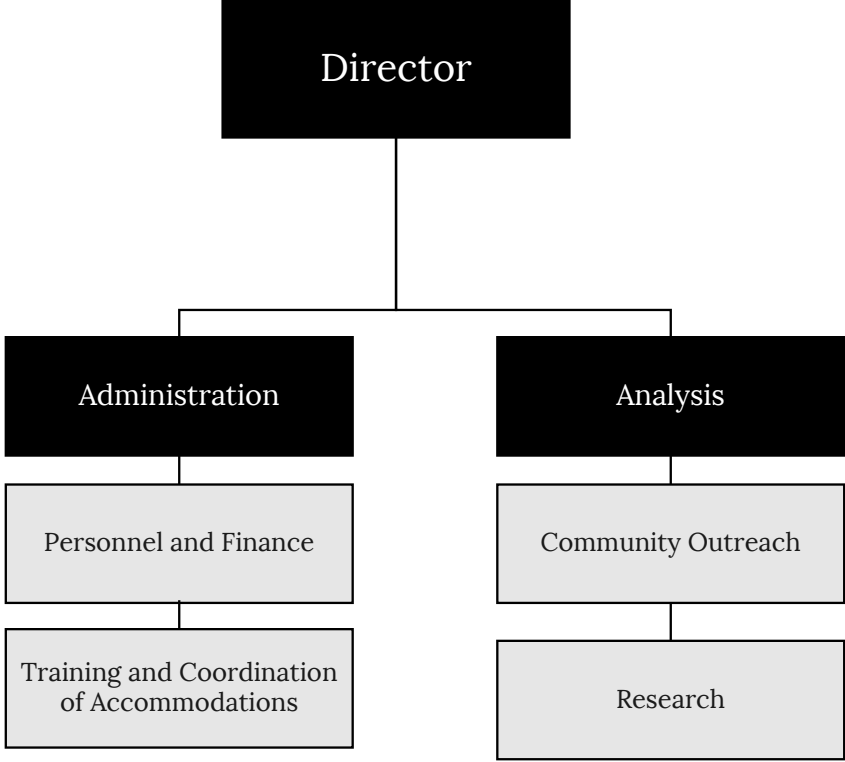 Director
Administration
Analysis
Personnel and Finance
Community Outreach
Training and Coordination
of Accommodations
Research